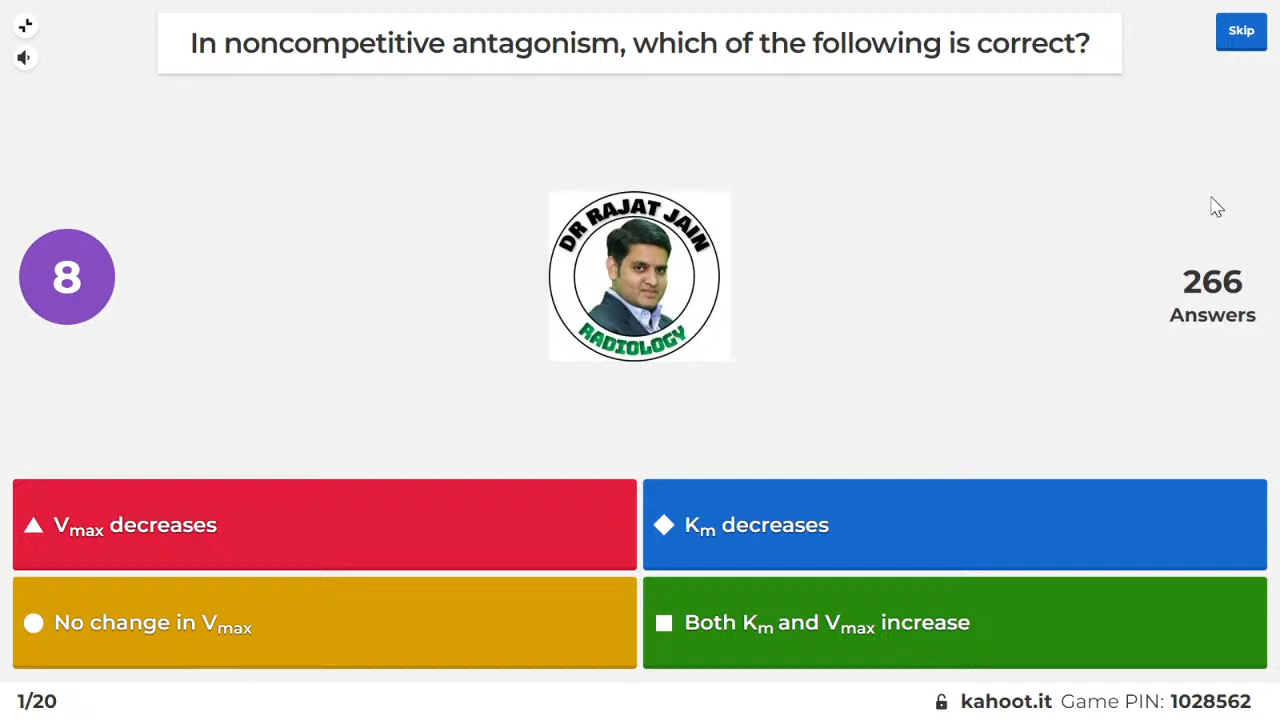 In noncompetitive antagonism, which of the following is correct?
Skip
8
DR RAJAT JAIN
RADIOLOGY
266
Answers
Vmax decreases
Km decreases
No change in Vmax
Both Km and Vmax increase
1/20
kahoot.it Game PIN: 1028562